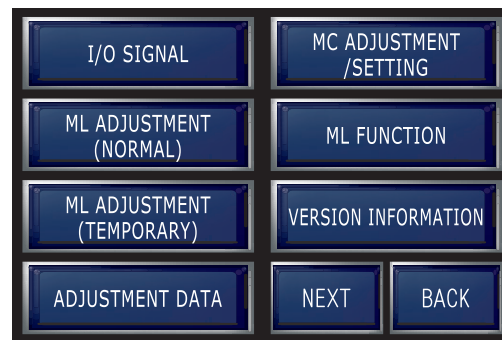 I/O SIGNAL
MC ADJUSTMENT
/SETTING
ML ADJUSTMENT
(NORMAL)
ML FUNCTION
ML ADJUSTMENT
(TEMPORARY)
VERSION INFORMATION
ADJUSTMENT DATA
NEXT
BACK